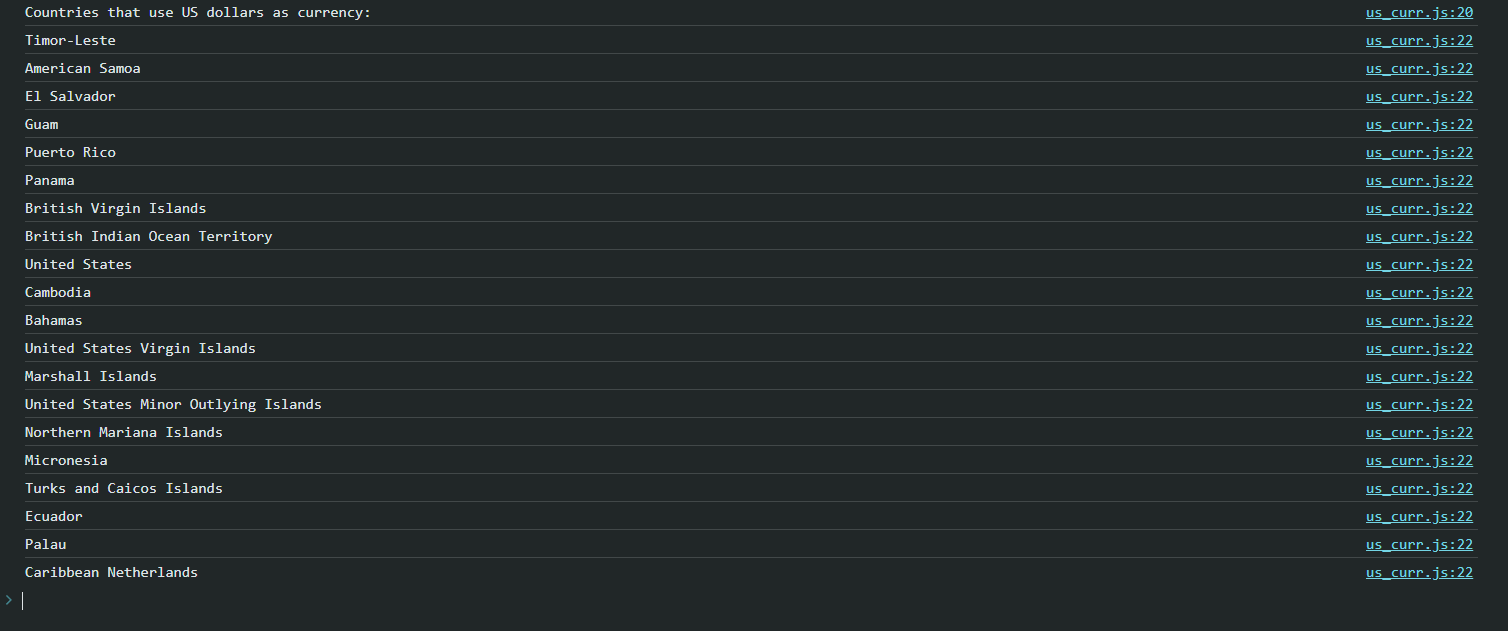 Countries that use US dollars as currency: us_curr.js:20
Timor-Leste us_curr.js:22
American Samoa us_curr.js:22
El Salvador us_curr.js:22
Guam us_curr.js:22
Puerto Rico us_curr.js:22
Panama us_curr.js:22
British Virgin Islands us_curr.js:22
British Indian Ocean Territory us_curr.js:22
United States us_curr.js:22
Cambodia us_curr.js:22
Bahamas us_curr.js:22
United States Virgin Islands us_curr.js:22
Marshall Islands us_curr.js:22
United States Minor Outlying Islands us_curr.js:22
Northern Mariana Islands us_curr.js:22
Micronesia us_curr.js:22
Turks and Caicos Islands us_curr.js:22
Ecuador us_curr.js:22
Palau us_curr.js:22
Caribbean Netherlands us_curr.js:22